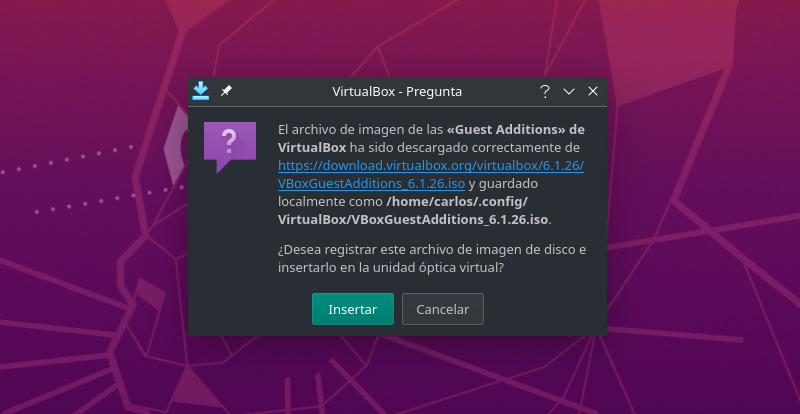 VirtualBox - Pregunta
?
El archivo de imagen de las «Guest Additions» de
VirtualBox ha sido descargado correctamente de
https://download.virtualbox.org/virtualbox/6.1.26/
VBoxGuestAdditions_6.1.26.iso y guardado
localmente como /home/carlos/.config/
VirtualBox/VBoxGuestAdditions_6.1.26.iso.
¿Desea registrar este archivo de imagen de disco e
insertarlo en la unidad óptica virtual?
Insertar
Cancelar